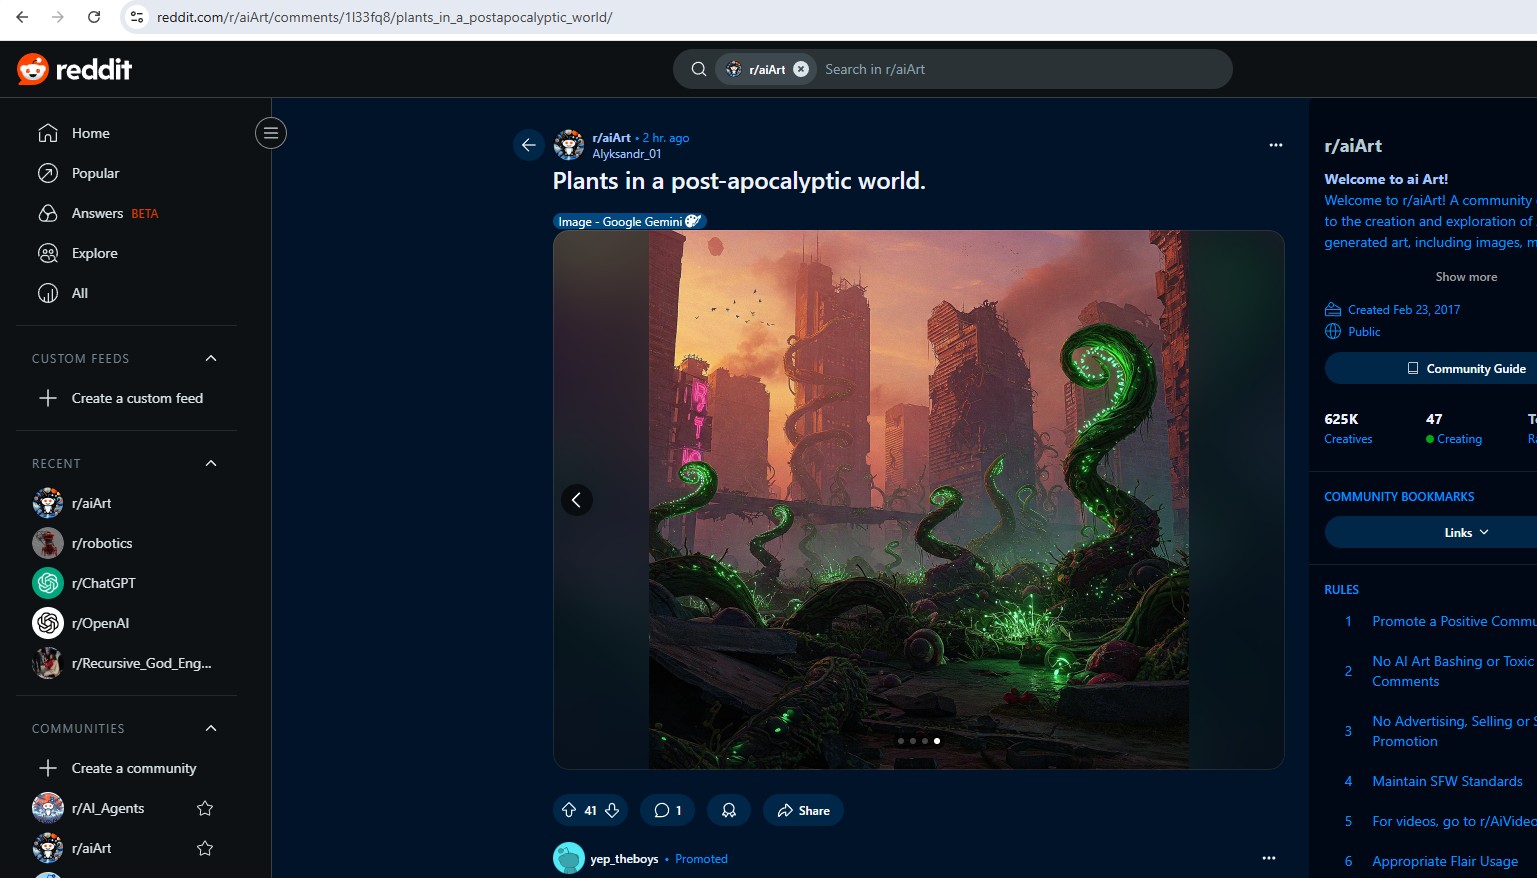 reddit.com/r/aiArt/comments/1l33fq8/plants_in_a_postapocalyptic_world/
reddit
r/aiArt
Search in r/aiArt
Home
Popular
Answers BETA
Explore
All
CUSTOM FEEDS
Create a custom feed
RECENT
r/aiArt
r/robotics
r/ChatGPT
r/OpenAI
r/Recursive_God_Eng...
COMMUNITIES
Create a community
r/AI_Agents
r/aiArt
r/aiArt • 2 hr. ago
Alyksandr_01
Plants in a post-apocalyptic world.
Image - Google Gemini
41
1
Share
yep_theboys • Promoted
r/aiArt
Welcome to ai Art!
Welcome to r/aiArt! A community
to the creation and exploration of
generated art, including images,
Show more
Created Feb 23, 2017
Public
Community Guide
625K
47
Creatives
Creating
COMMUNITY BOOKMARKS
Links
RULES
1 Promote a Positive Commu
2 No AI Art Bashing or Toxic
Comments
3 No Advertising, Selling or S
Promotion
4 Maintain SFW Standards
5 For videos, go to r/AiVideo
6 Appropriate Flair Usage